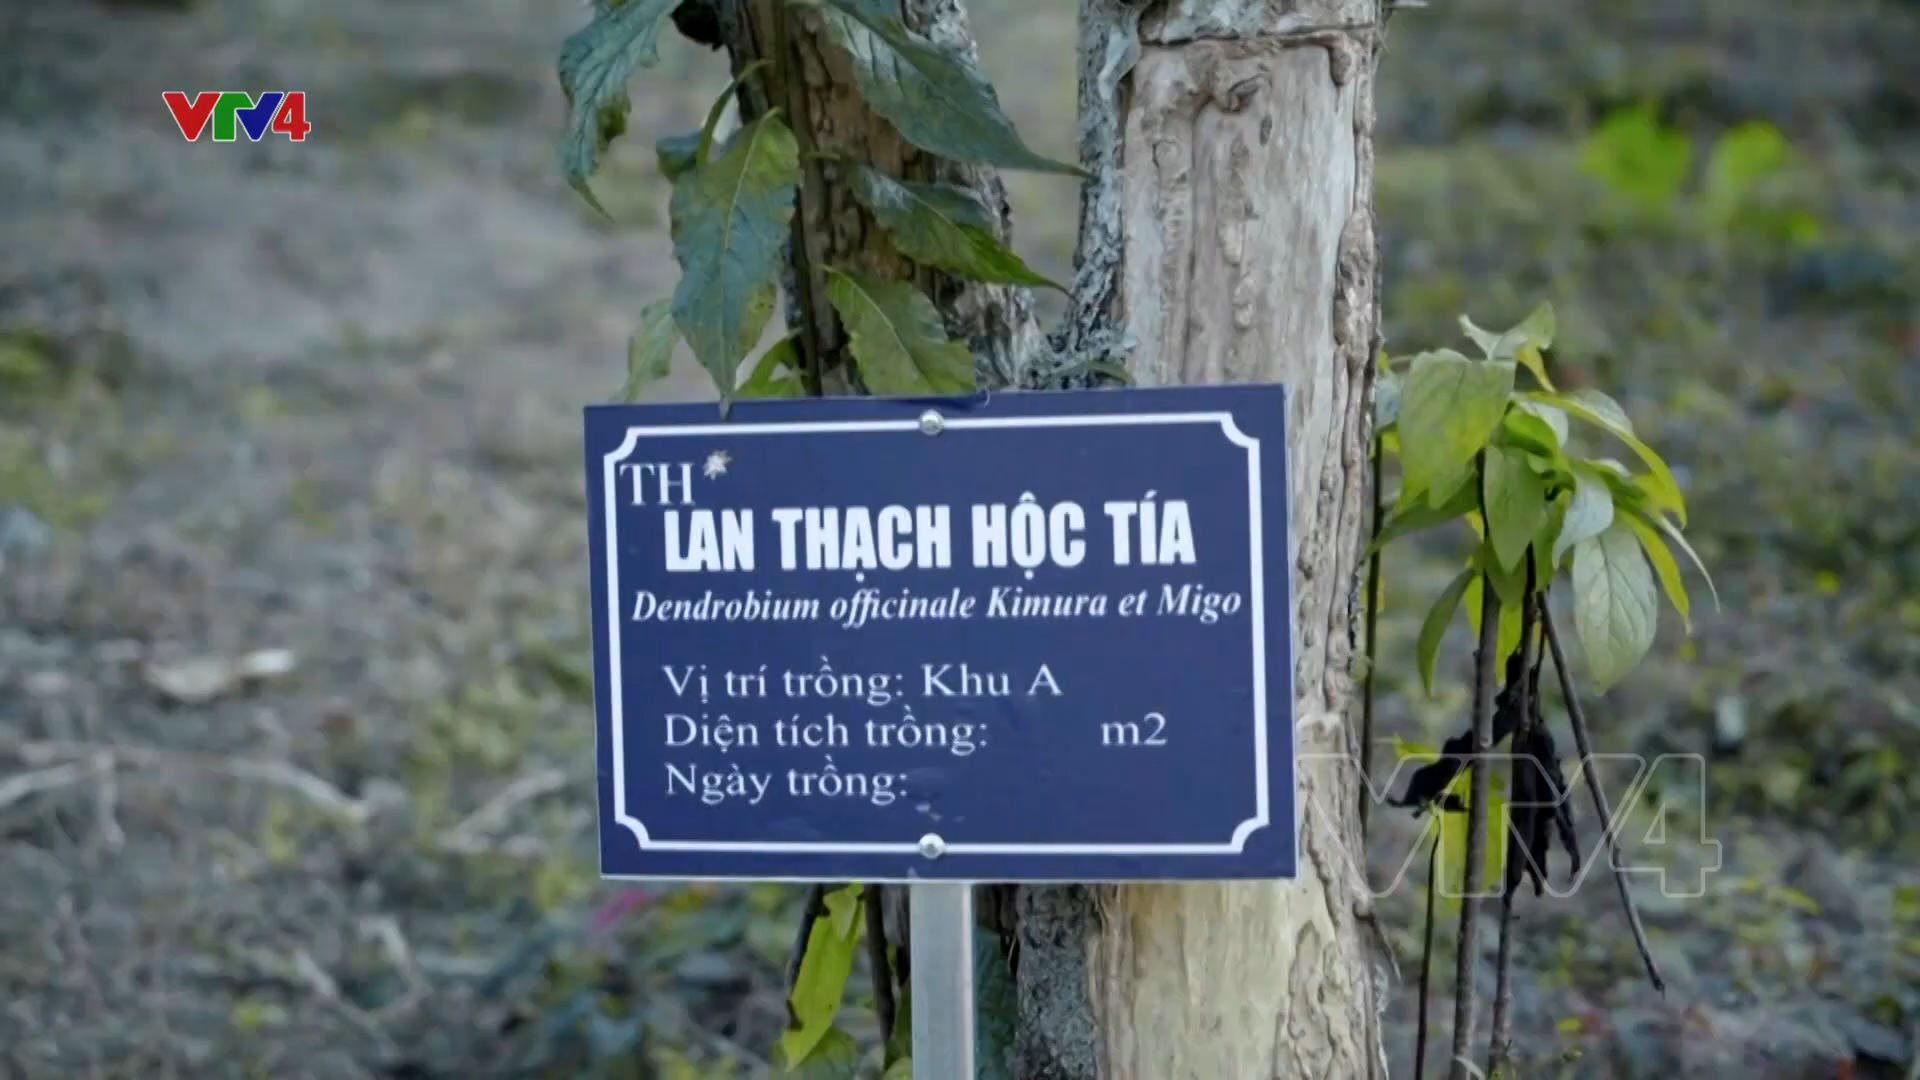 VTV4
TH
LAN THẠCH HỘC TÍA
Dendrobium officinale Kimura et Migo
Vị trí trồng: Khu A
Diện tích trồng: m2
Ngày trồng:
VTV4